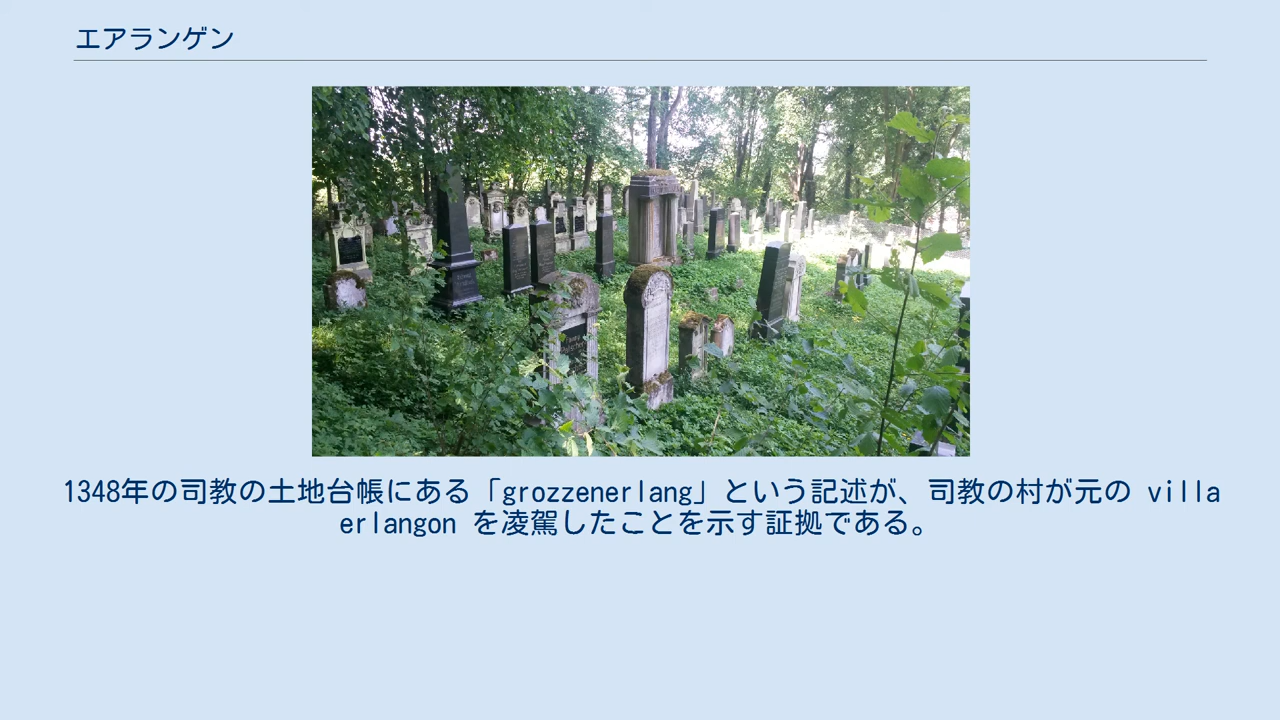 エアランゲン
1348年の司教の土地台帳にある「grozzenerlang」という記述が、司教の村が元の villa
erlangon を凌駕したことを示す証拠である。